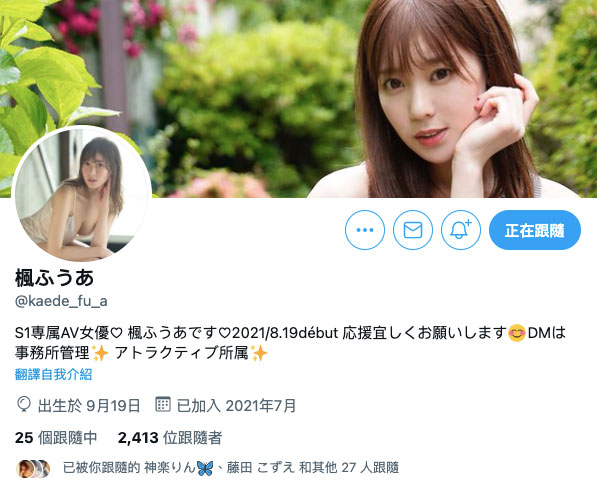 正在跟隨
楓ふうあ
@kaede_fu_a
S1専属AV女優♡ 楓ふうあです♡2021/8.19début 応援宜しくお願いします😊DMは
事務所管理✨ アトラクティブ所属✨
翻譯自我介紹
出生於 9月19日 已加入 2021年7月
25 個跟隨中 2,413 位跟隨者
已被你跟隨的 神楽りん🦋、藤田 こずえ 和其他 27 人跟隨